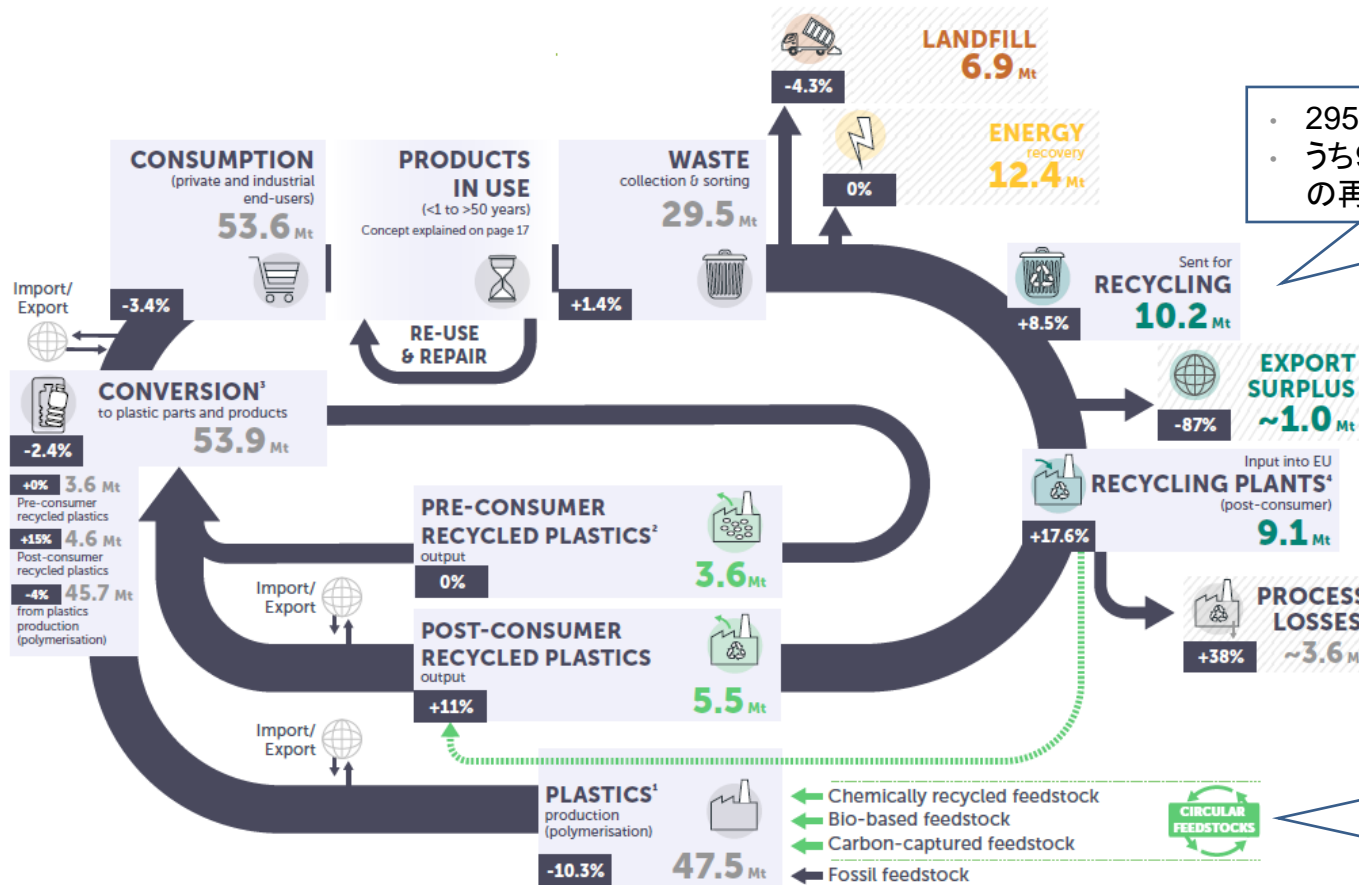 LANDFILL
6.9 Mt
-4.3%
ENERGY
recovery
12.4 Mt
0%
295
うち9
の再
CONSUMPTION
(private and industrial
end-users)
53.6 Mt
-3.4%
PRODUCTS
IN USE
(<1 to >50 years)
Concept explained on page 17
WASTE
collection & sorting
29.5 Mt
+1.4%
RE-USE
& REPAIR
Import/
Export
Sent for
RECYCLING
10.2 Mt
+8.5%
EXPORT
SURPLUS
~1.0 Mt
-87%
CONVERSION³
to plastic parts and products
53.9 Mt
-2.4%
+0% 3.6 Mt
Pre-consumer
recycled plastics
+15% 4.6 Mt
Post-consumer
recycled plastics
-4% 45.7 Mt
from plastics
production
(polymerisation)
Input into EU
RECYCLING PLANTS⁴
(post-consumer)
9.1 Mt
+17.6%
PRE-CONSUMER
RECYCLED PLASTICS²
output
0%
3.6 Mt
Import/
Export
POST-CONSUMER
RECYCLED PLASTICS
output
+11%
5.5 Mt
PROCESS
LOSSES
~3.6 M
+38%
Import/
Export
PLASTICS¹
production
(polymerisation)
-10.3%
47.5 Mt
Chemically recycled feedstock
Bio-based feedstock
Carbon-captured feedstock
Fossil feedstock
CIRCULAR
FEEDSTOCKS